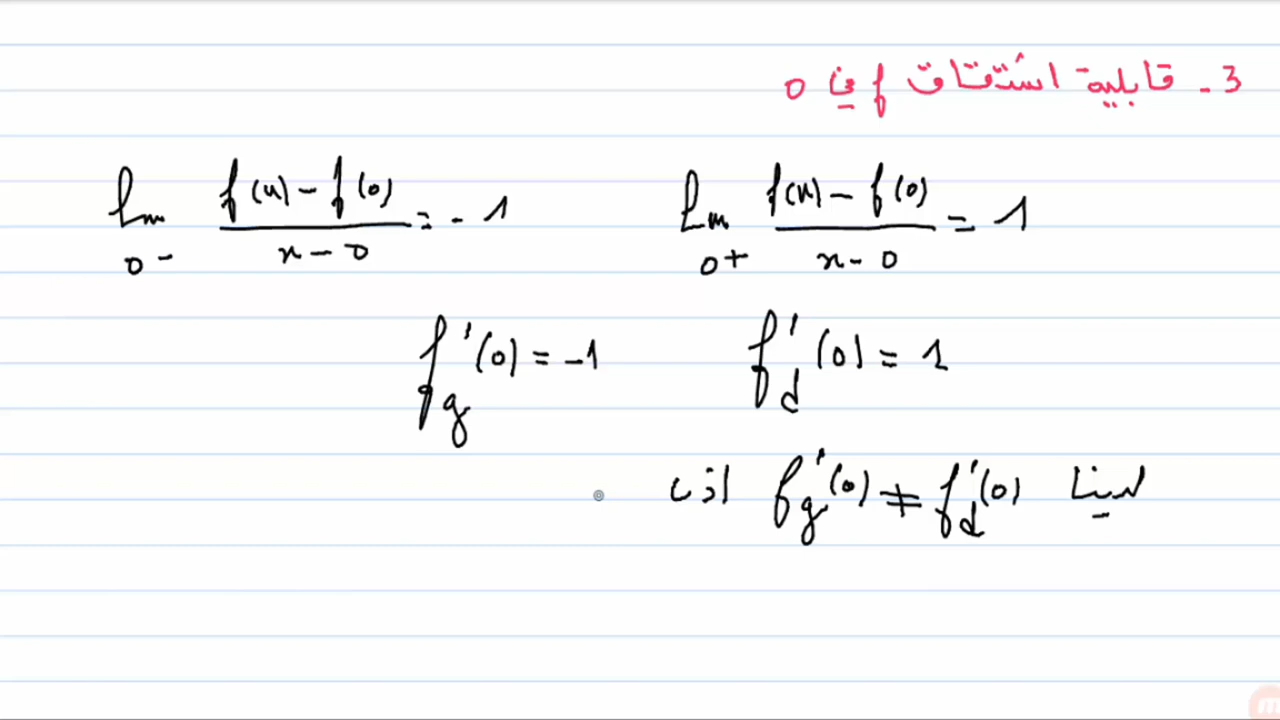 3 - قابلية اشتقاق f في 0
lim 0+ f(x) - f(0) / x - 0 = 1
lim 0- f(x) - f(0) / x - 0 = -1
f'd (0) = 1
f'g (0) = -1
لدينا f'd (0) ≠ f'g (0) اذن